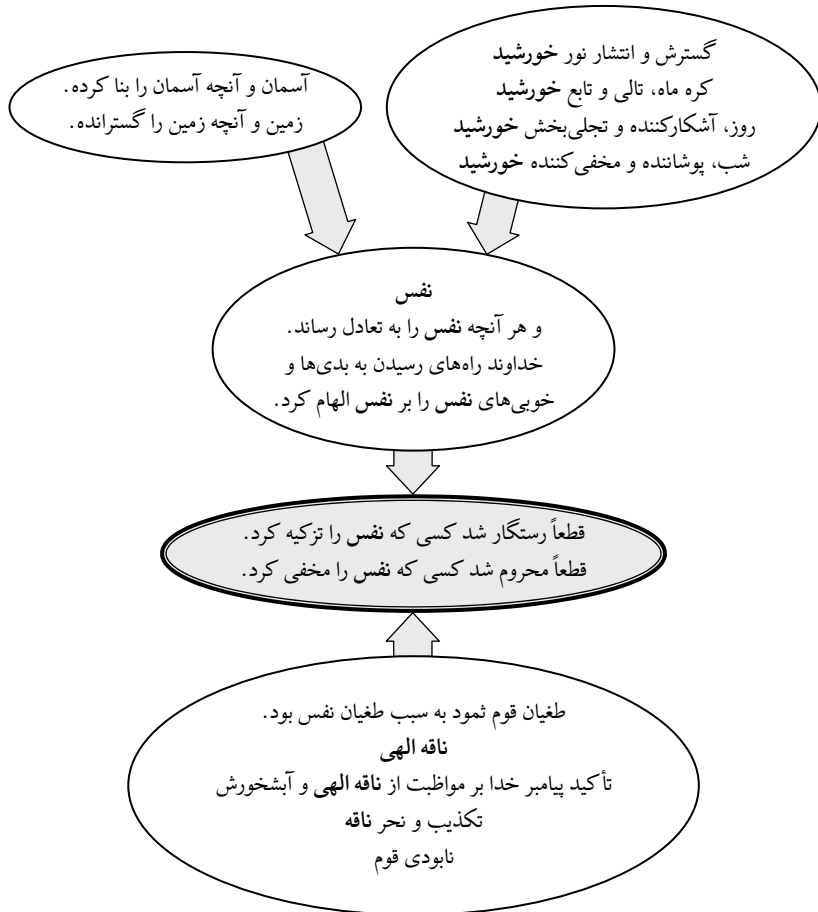 گسترش و انتشار نور خورشید
کره ماه، تالی و تابع خورشید
روز، آشکارکننده و تجلی‌بخش خورشید
شب، پوشاننده و مخفی‌کننده خورشید
آسمان و آنچه آسمان را بنا کرده.
زمین و آنچه زمین را گسترانده.
نفس
و هر آنچه نفس را به تعادل رساند.
خداوند راه‌های رسیدن به بدی‌ها و
خوبی‌های نفس را بر نفس الهام کرد.
قطعاً رستگار شد کسی که نفس را تزکیه کرد.
قطعاً محروم شد کسی که نفس را مخفی کرد.
طغیان قوم ثمود به سبب طغیان نفس بود.
ناقه الهی
تأکید پیامبر خدا بر مواظبت از ناقه الهی و آبشخورش
تکذیب و نحر ناقه
نابودی قوم